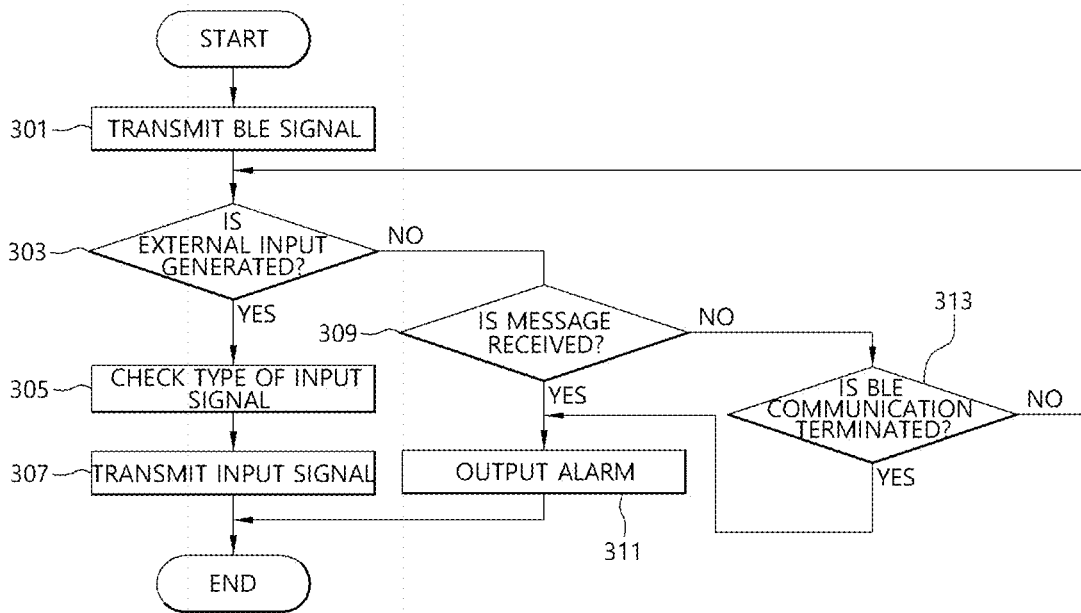 START
301
TRANSMIT BLE SIGNAL
303
IS
EXTERNAL INPUT
GENERATED?
NO
YES
309
IS MESSAGE
RECEIVED?
NO
YES
313
IS BLE
COMMUNICATION
TERMINATED?
NO
YES
305
CHECK TYPE OF INPUT
SIGNAL
307
TRANSMIT INPUT SIGNAL
OUTPUT ALARM
311
END